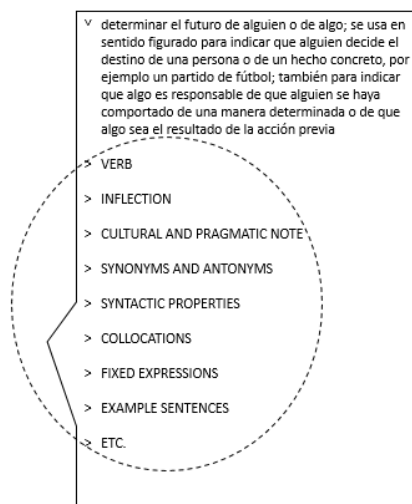 ˅ determinar el futuro de alguien o de algo; se usa en
sentido figurado para indicar que alguien decide el
destino de una persona o de un hecho concreto, por
ejemplo un partido de fútbol; también para indicar
que algo es responsable de que alguien se haya
comportado de una manera determinada o de que
algo sea el resultado de la acción previa
> VERB
> INFLECTION
> CULTURAL AND PRAGMATIC NOTE
> SYNONYMS AND ANTONYMS
> SYNTACTIC PROPERTIES
> COLLOCATIONS
> FIXED EXPRESSIONS
> EXAMPLE SENTENCES
> ETC.